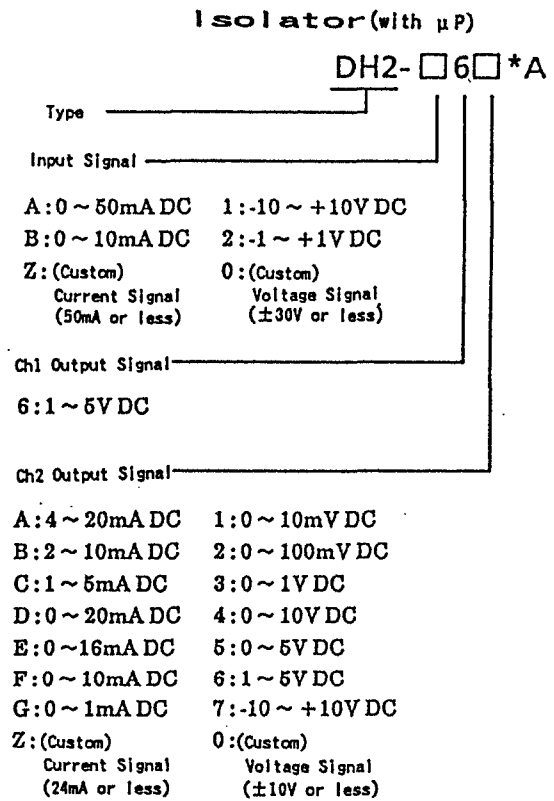 Isolator(with μP)
DH2-□6□*A
Type
Input Signal
A:0～50mA DC 1:-10～+10V DC
B:0～10mA DC 2:-1～+1V DC
Z:(Custom) 0:(Custom)
Current Signal Voltage Signal
(50mA or less) (±30V or less)
Ch1 Output Signal
6:1～5V DC
Ch2 Output Signal
A:4～20mA DC 1:0～10mV DC
B:2～10mA DC 2:0～100mV DC
C:1～5mA DC 3:0～1V DC
D:0～20mA DC 4:0～10V DC
E:0～16mA DC 5:0～5V DC
F:0～10mA DC 6:1～5V DC
G:0～1mA DC 7:-10～+10V DC
Z:(Custom) 0:(Custom)
Current Signal Voltage Signal
(24mA or less) (±10V or less)